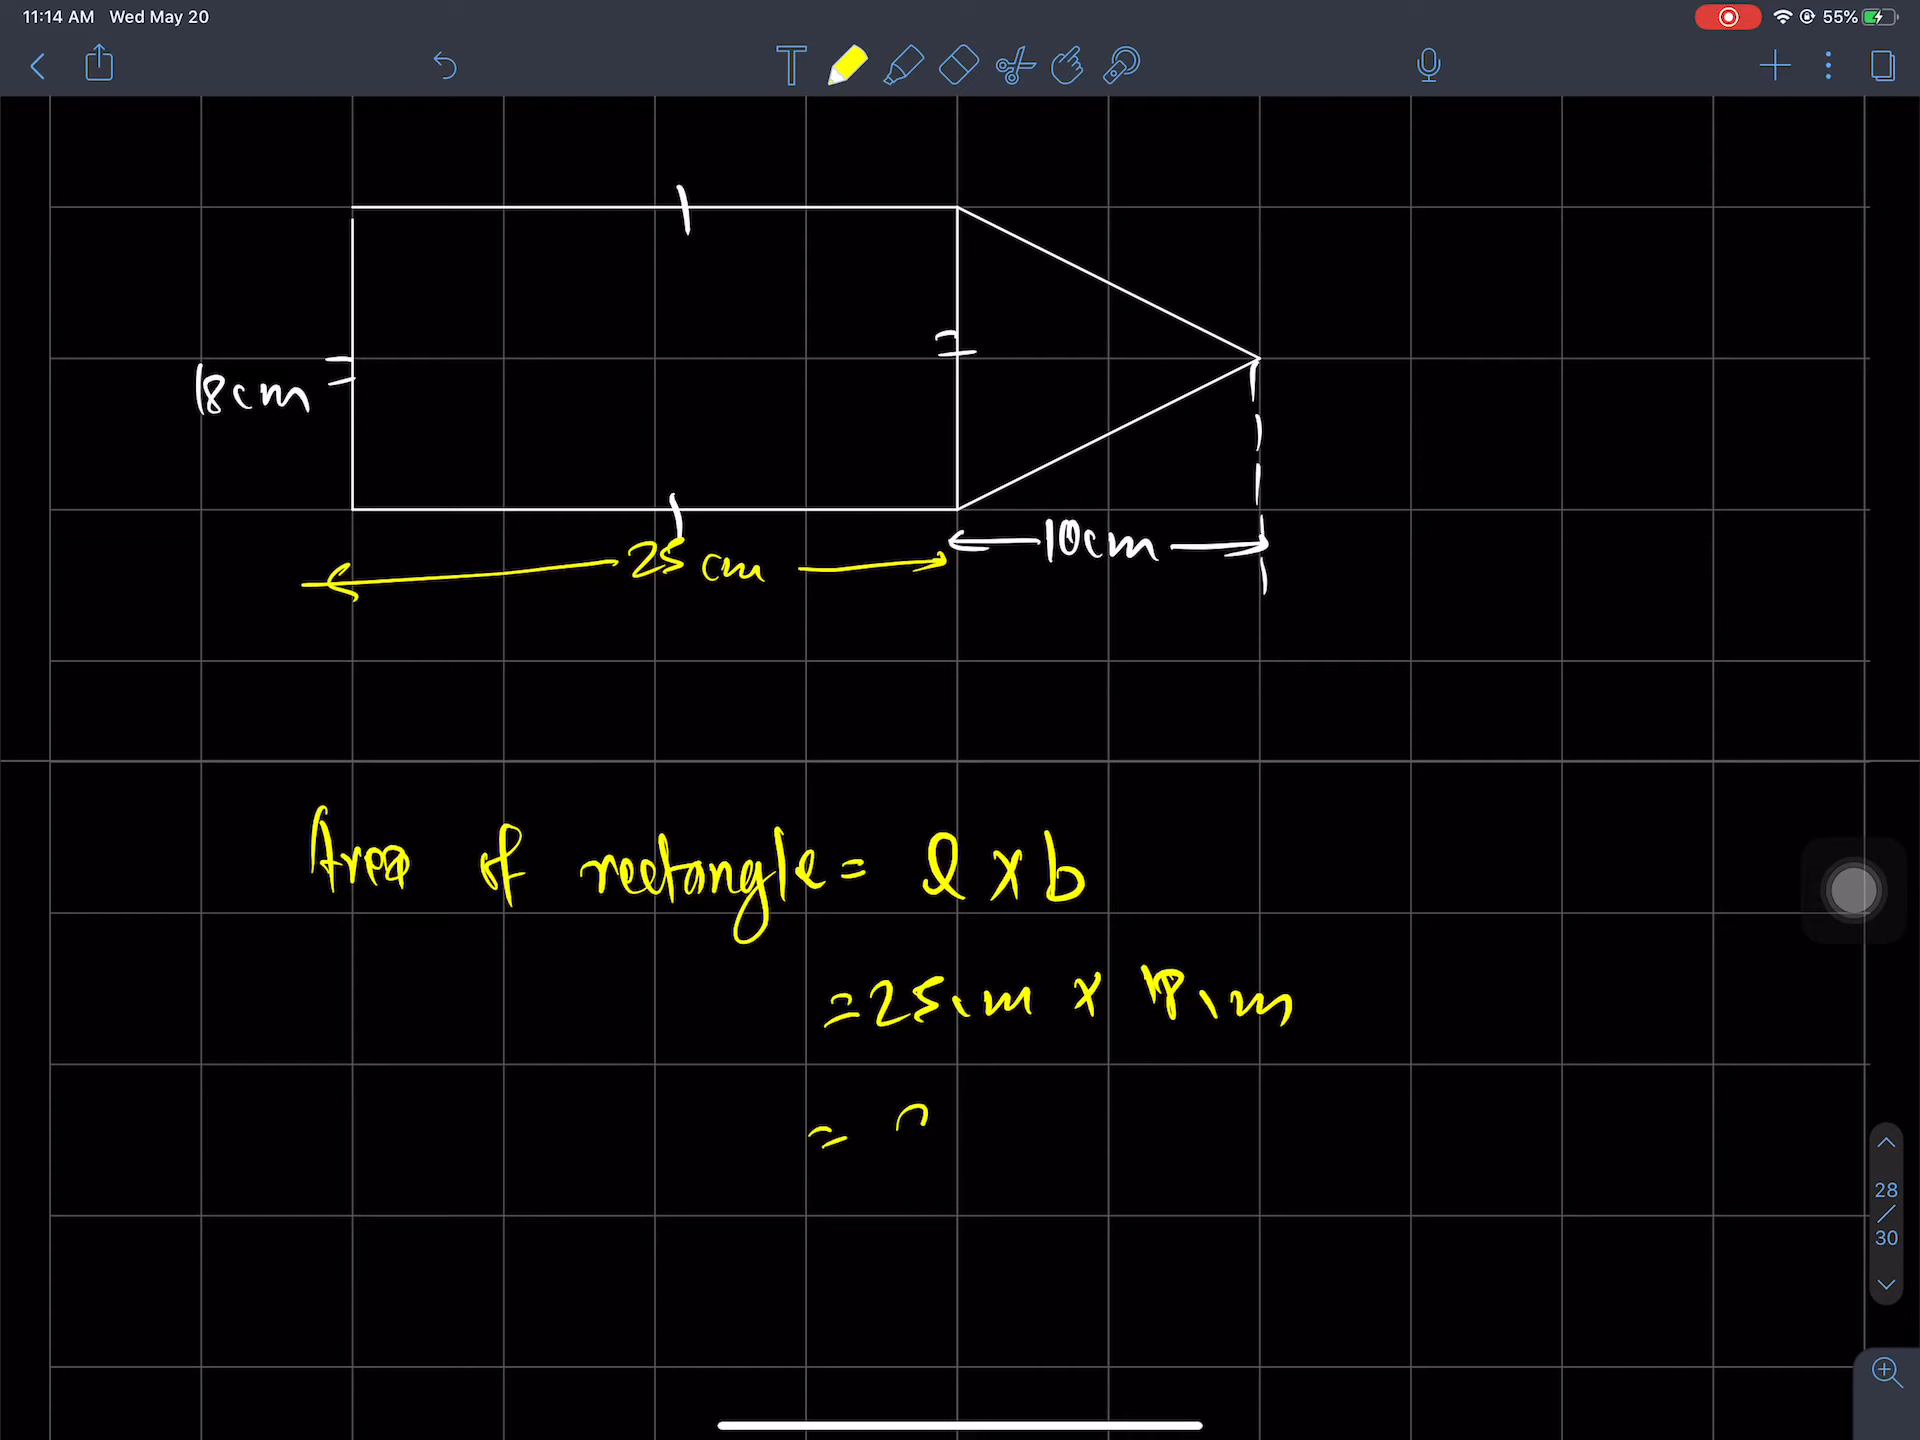 11:14 AM Wed May 20
55%
T
18cm
10cm
25 cm
Area of rectangle = l x b
= 25cm x 18cm
=
28
/
30